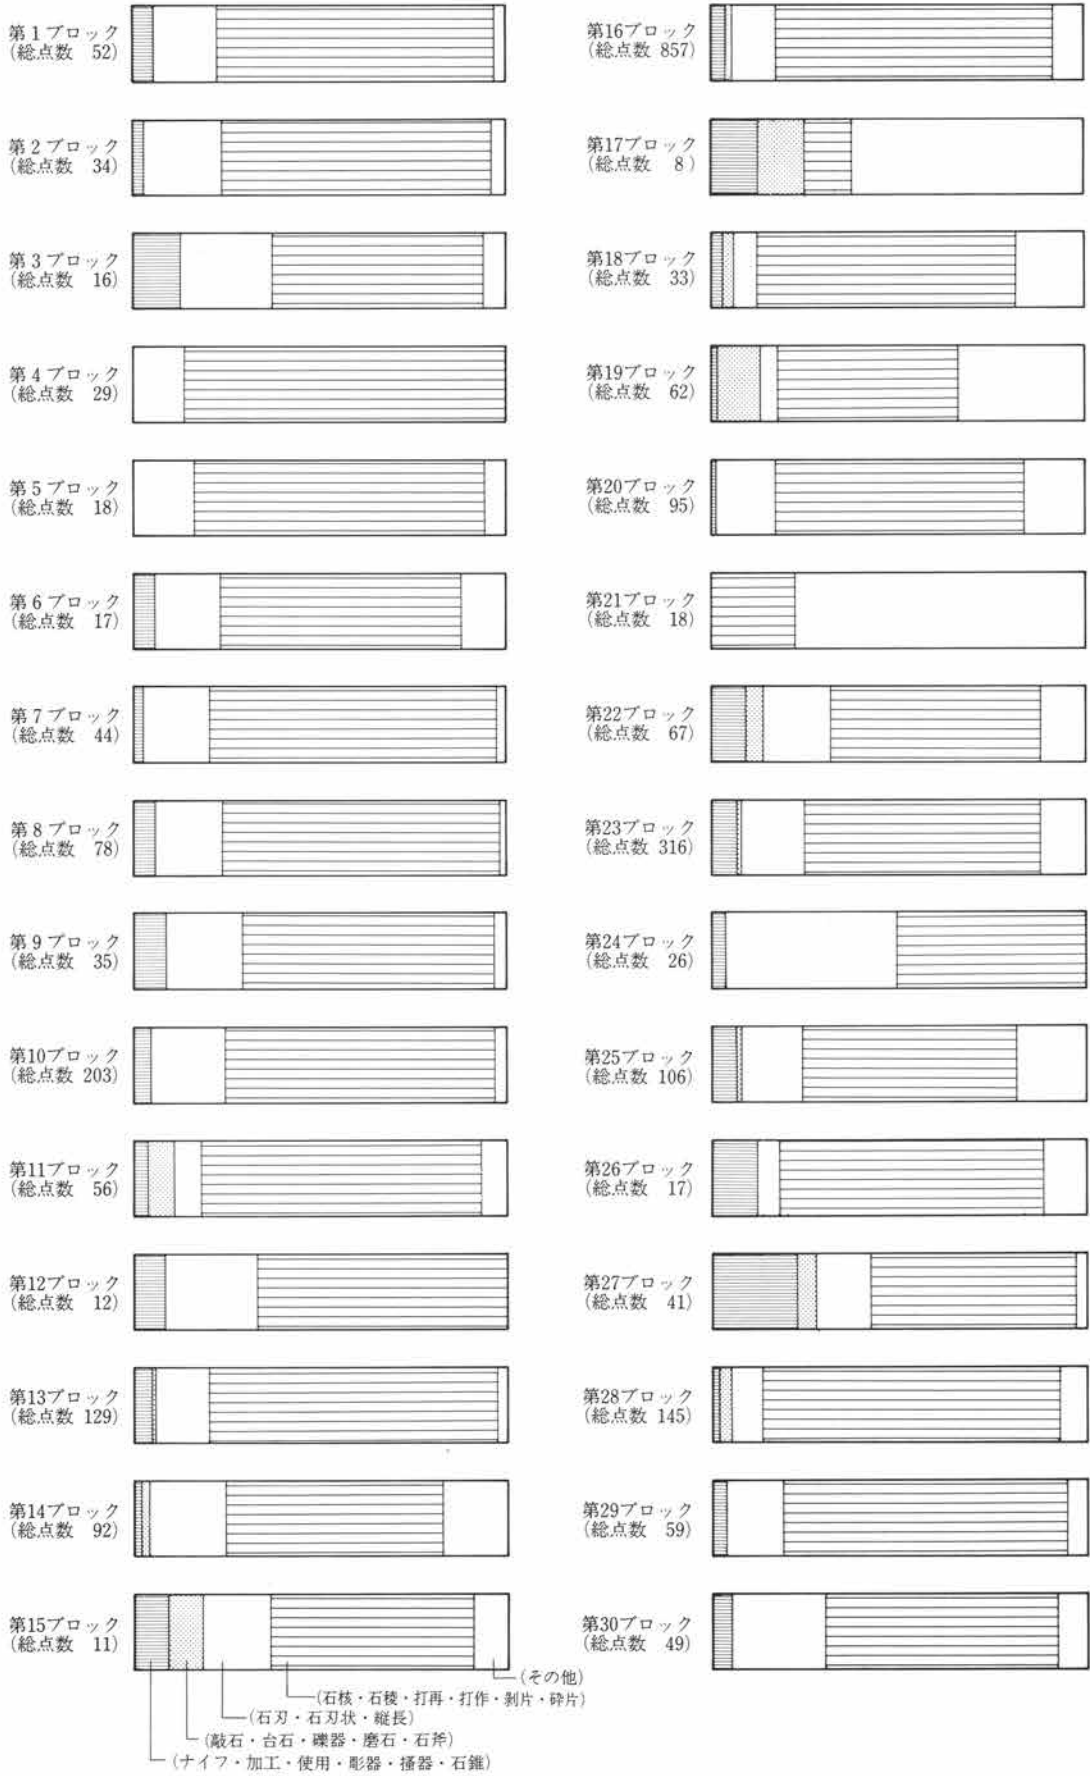 第1ブロック
(総点数 52)
第2ブロック
(総点数 34)
第3ブロック
(総点数 16)
第4ブロック
(総点数 29)
第5ブロック
(総点数 18)
第6ブロック
(総点数 17)
第7ブロック
(総点数 44)
第8ブロック
(総点数 78)
第9ブロック
(総点数 35)
第10ブロック
(総点数 203)
第11ブロック
(総点数 56)
第12ブロック
(総点数 12)
第13ブロック
(総点数 129)
第14ブロック
(総点数 92)
第15ブロック
(総点数 11)
第16ブロック
(総点数 857)
第17ブロック
(総点数 8)
第18ブロック
(総点数 33)
第19ブロック
(総点数 62)
第20ブロック
(総点数 95)
第21ブロック
(総点数 18)
第22ブロック
(総点数 67)
第23ブロック
(総点数 316)
第24ブロック
(総点数 26)
第25ブロック
(総点数 106)
第26ブロック
(総点数 17)
第27ブロック
(総点数 41)
第28ブロック
(総点数 145)
第29ブロック
(総点数 59)
第30ブロック
(総点数 49)
(その他)
(石核・石稜・打再・打作・剝片・砕片)
(石刃・石刃状・縦長)
(敲石・台石・礫器・磨石・石斧)
(ナイフ・加工・使用・彫器・掻器・石錐)